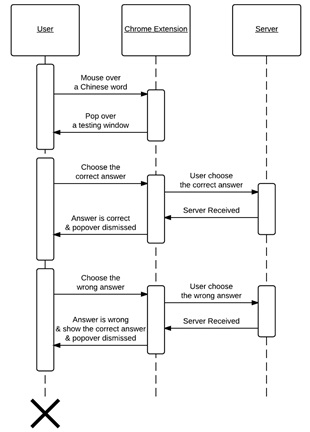 User
Chrome Extension
Server
Mouse over
a Chinese word
Pop over
a testing window
Choose the
correct answer
User choose
the correct answer
Answer is correct
& popover dismissed
Server Received
Choose the
wrong answer
User choose
the wrong answer
Answer is wrong
& show the correct answer
& popover dismissed
Server Received